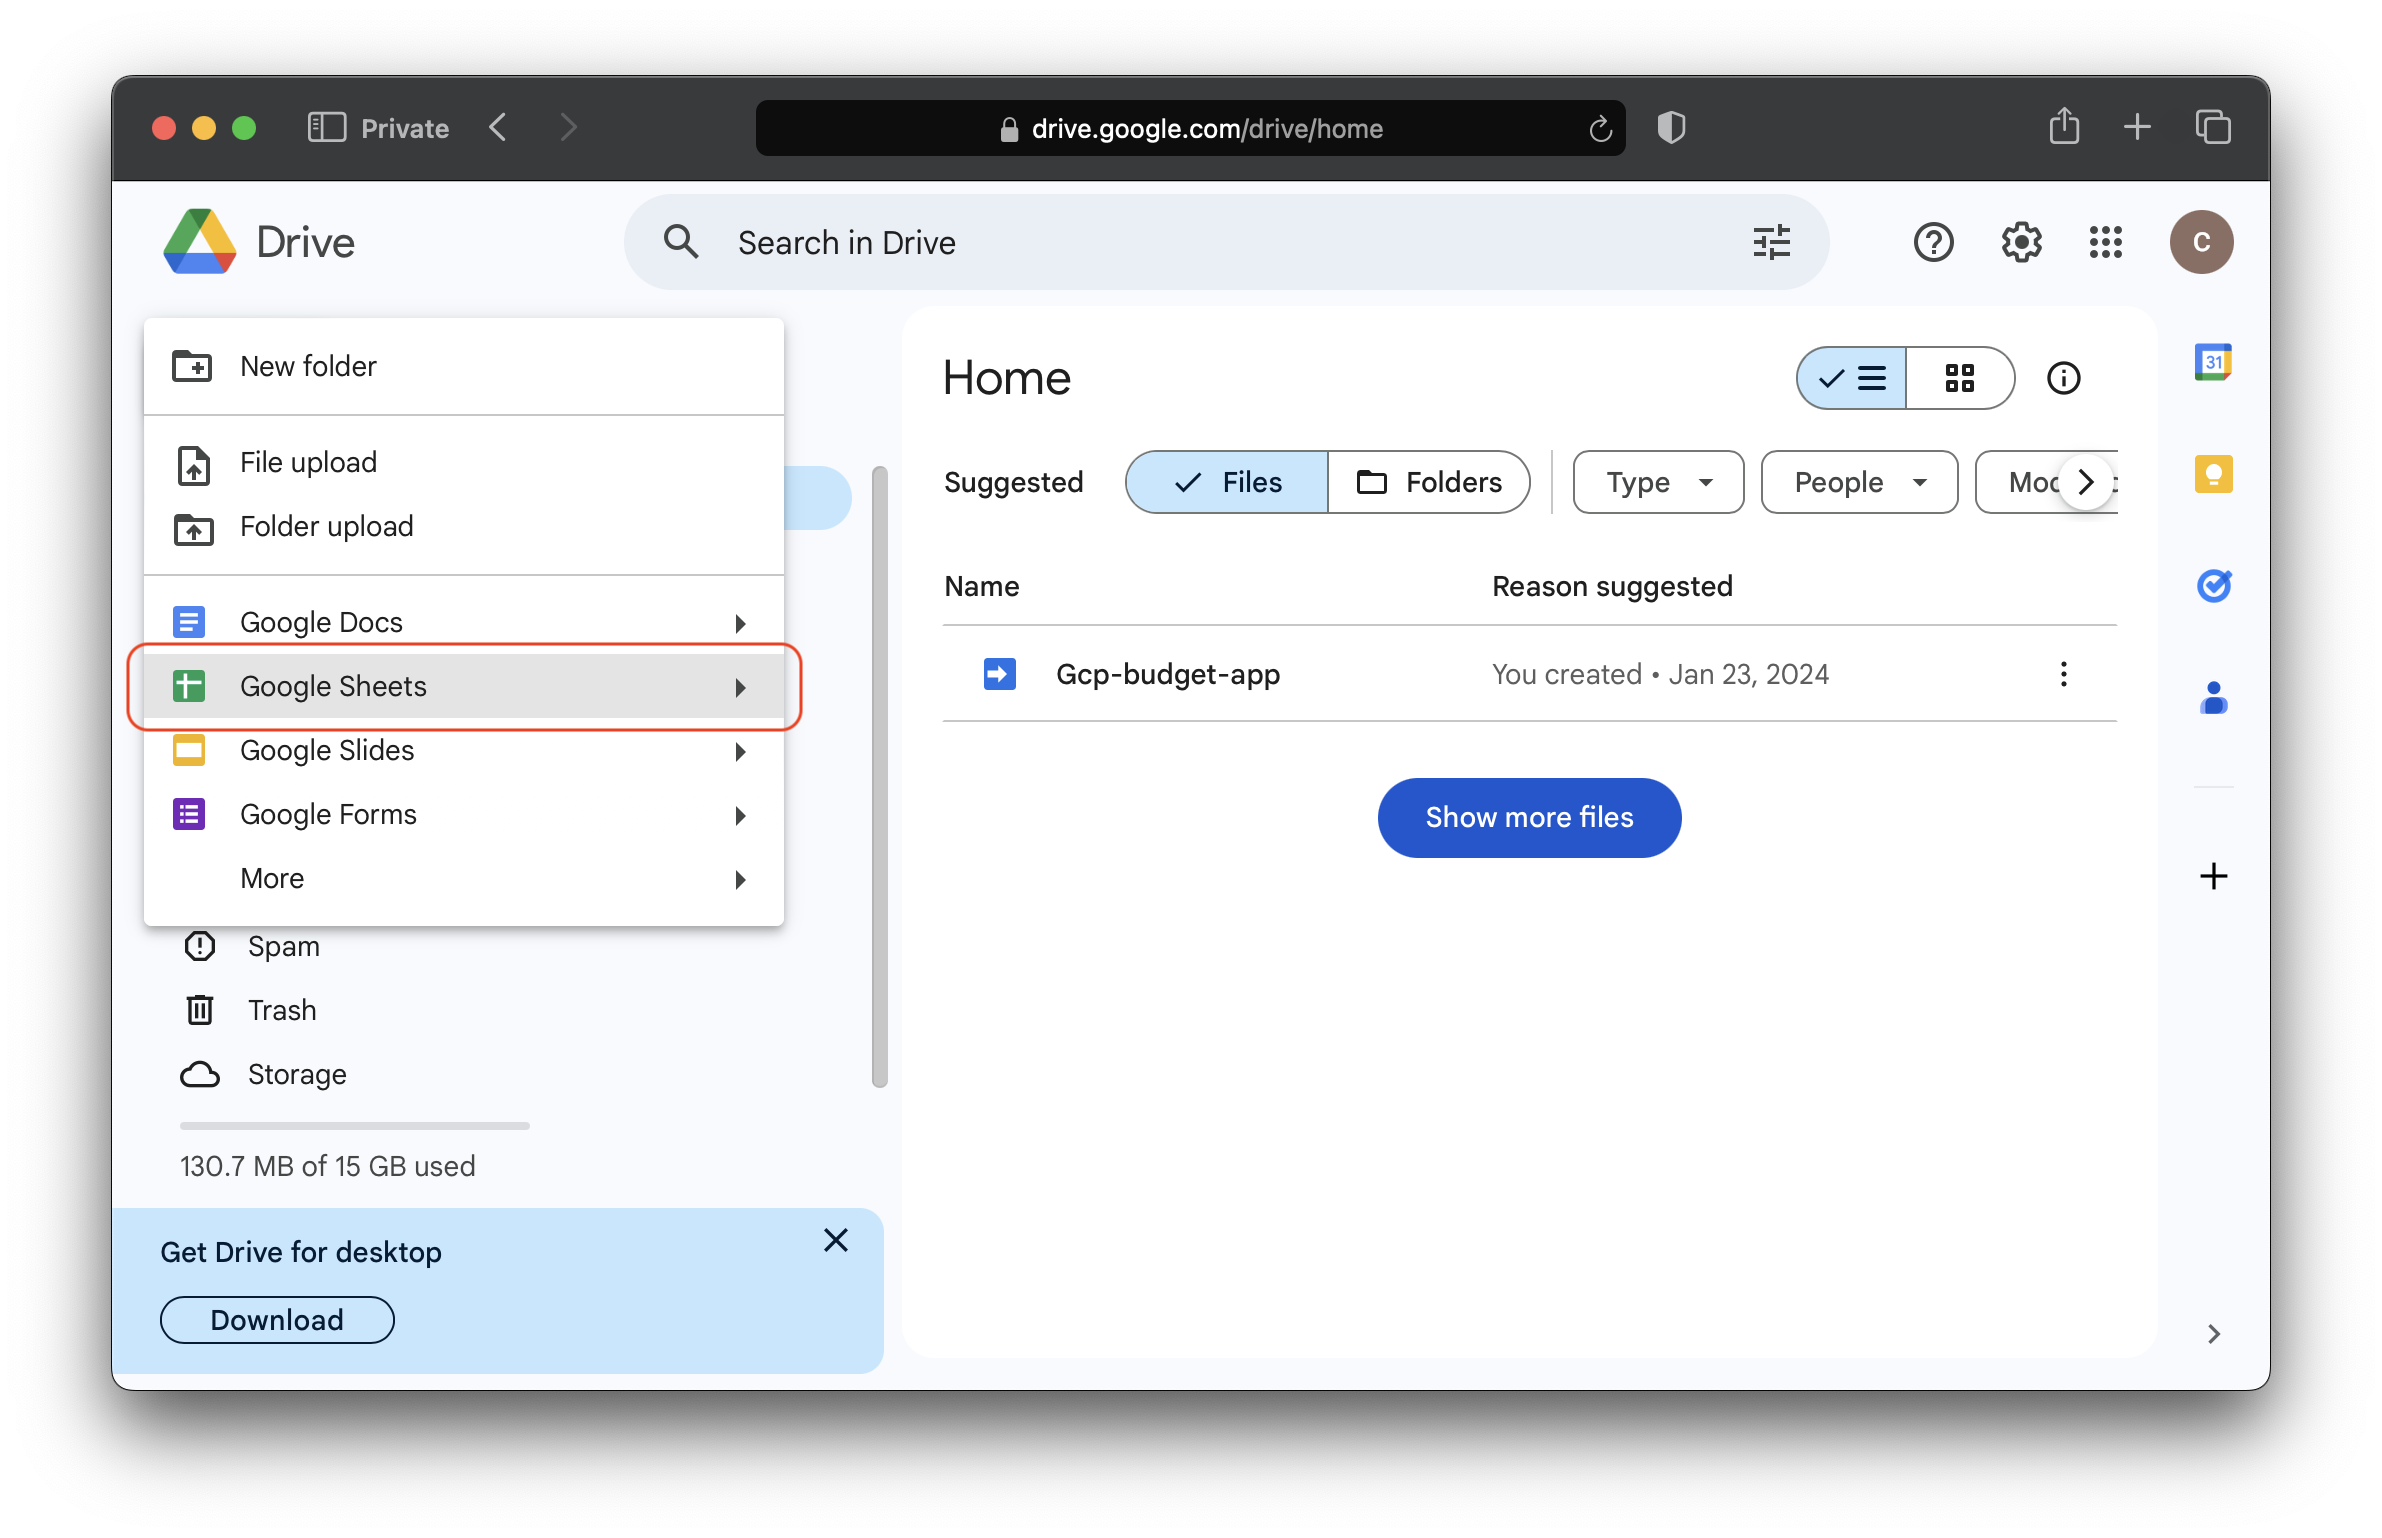 Private
drive.google.com/drive/home
Drive
Search in Drive
C
New folder
File upload
Folder upload
Google Docs
Google Sheets
Google Slides
Google Forms
More
Spam
Trash
Storage
130.7 MB of 15 GB used
Get Drive for desktop
Download
Home
Suggested
Files
Folders
Type
People
Name
Reason suggested
Gcp-budget-app
You created • Jan 23, 2024
Show more files
31